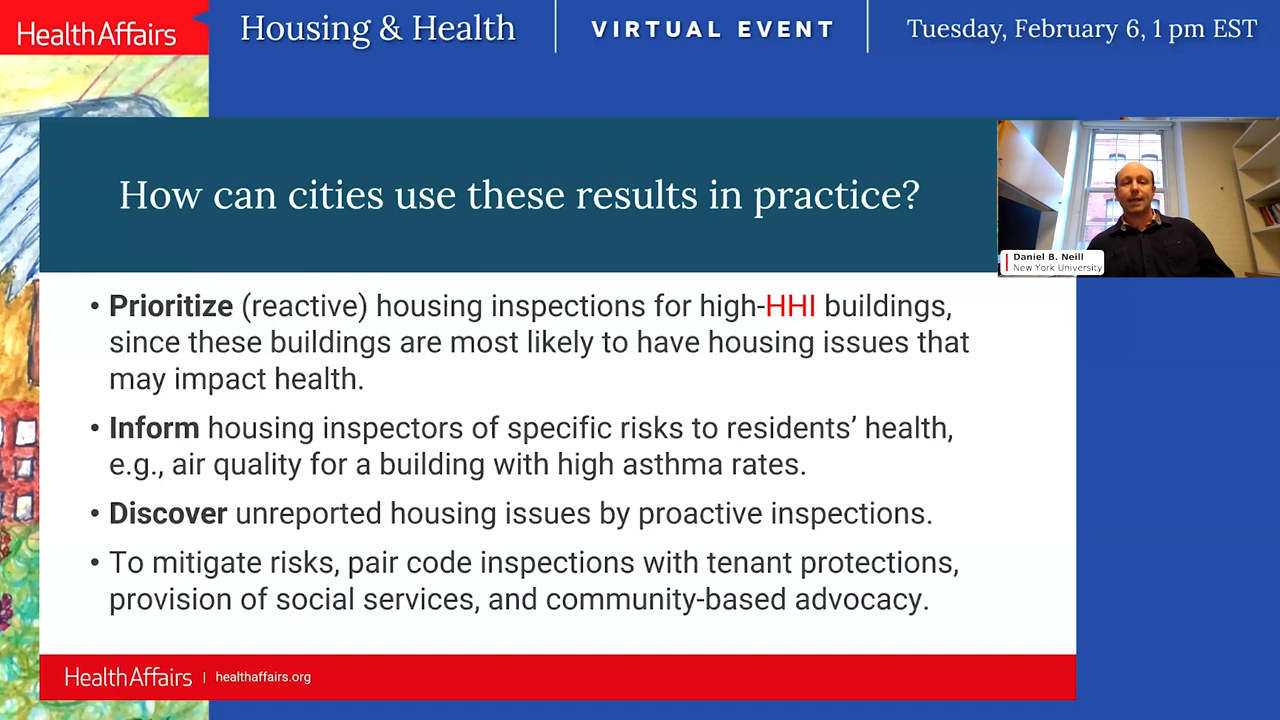 HealthAffairs
Housing & Health
VIRTUAL EVENT
Tuesday, February 6, 1 pm EST
How can cities use these results in practice?
Daniel B. Neill
New York University
• Prioritize (reactive) housing inspections for high-HHI buildings,
since these buildings are most likely to have housing issues that
may impact health.
• Inform housing inspectors of specific risks to residents’ health,
e.g., air quality for a building with high asthma rates.
• Discover unreported housing issues by proactive inspections.
• To mitigate risks, pair code inspections with tenant protections,
provision of social services, and community-based advocacy.
HealthAffairs | healthaffairs.org